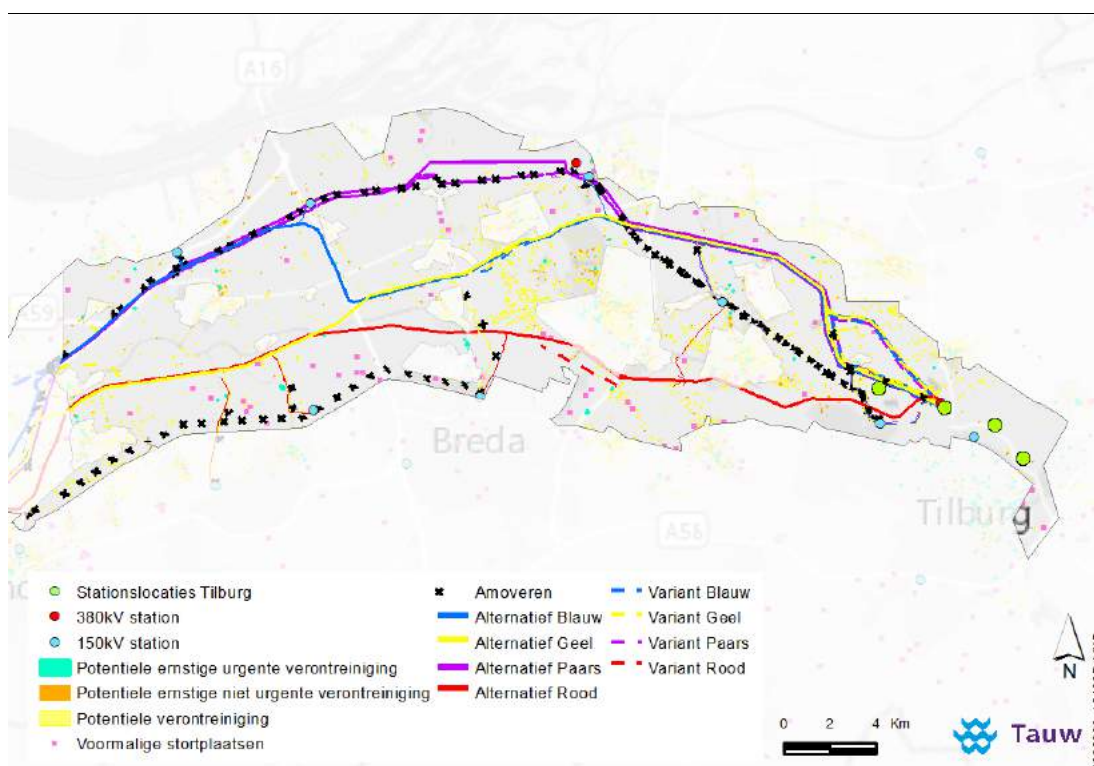 A16
A59
Breda
A58
Tilburg
Stationslocaties Tilburg
380kV station
150kV station
Potentiele ernstige urgente verontreiniging
Potentiele ernstige niet urgente verontreiniging
Potentiele verontreiniging
Voormalige stortplaatsen
Amoveren
Alternatief Blauw
Alternatief Geel
Alternatief Paars
Alternatief Rood
Variant Blauw
Variant Geel
Variant Paars
Variant Rood
N
0 2 4 Km
Tauw